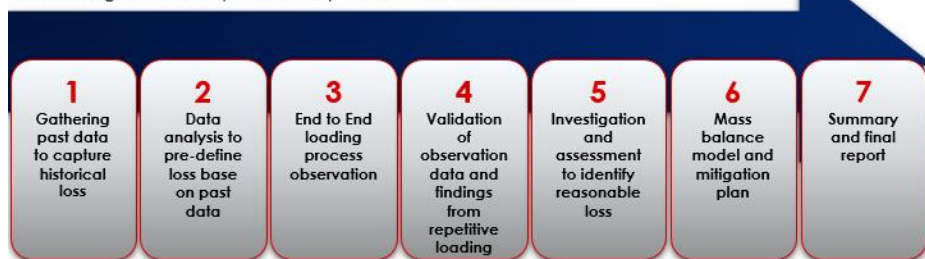 1
Gathering
past data
to capture
historical
loss
2
Data
analysis to
pre-define
loss base
on past
data
3
End to End
loading
process
observation
4
Validation
of
observation
data and
findings
from
repetitive
loading
5
Investigation
and
assessment
to identify
reasonable
loss
6
Mass
balance
model and
mitigation
plan
7
Summary
and final
report